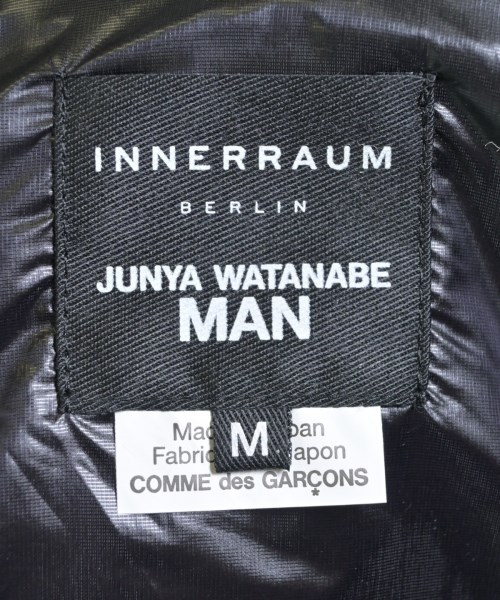 INNERRAUM
BERLIN
JUNYA WATANABE
MAN
M
COMME des GARÇONS
*